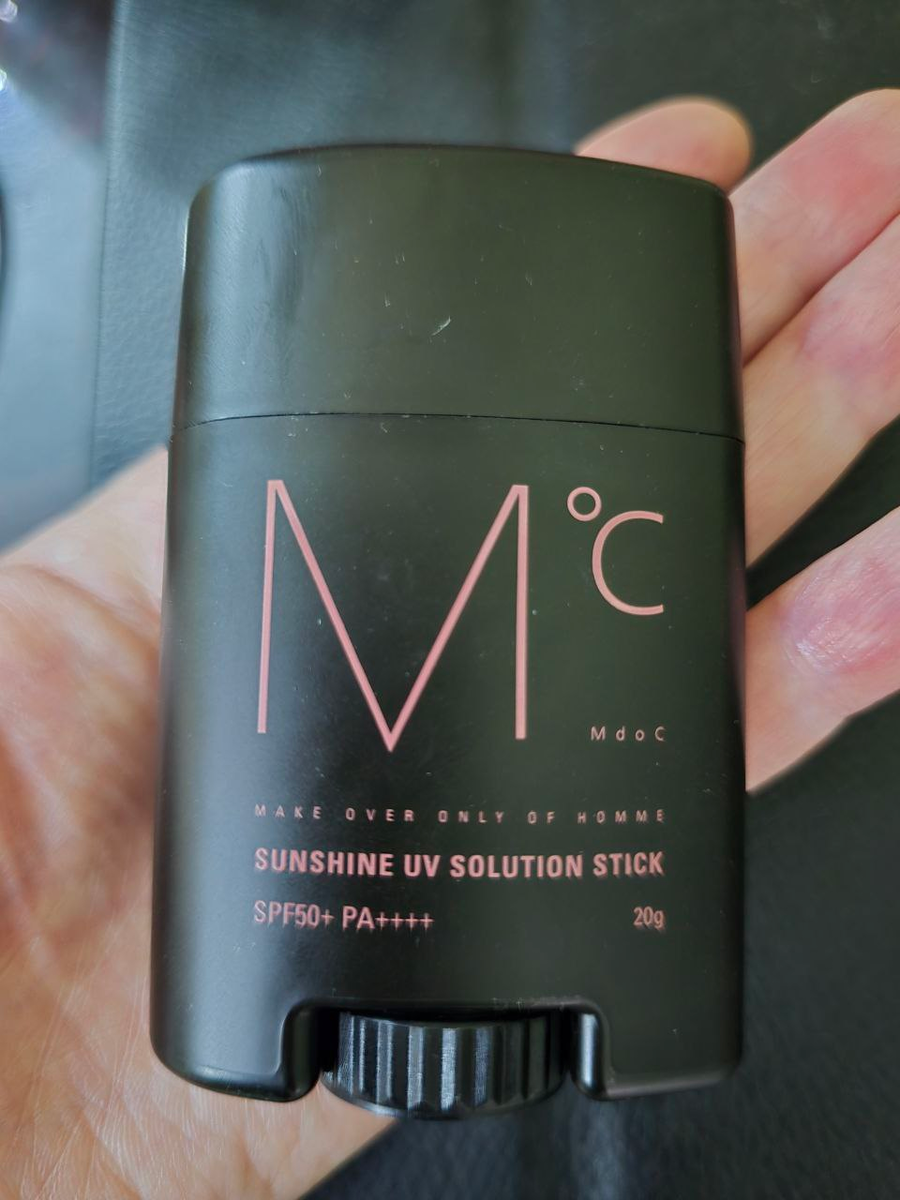 M°C
MdoC
MAKE OVER ONLY OF HOMME
SUNSHINE UV SOLUTION STICK
SPF50+ PA++++ 20g